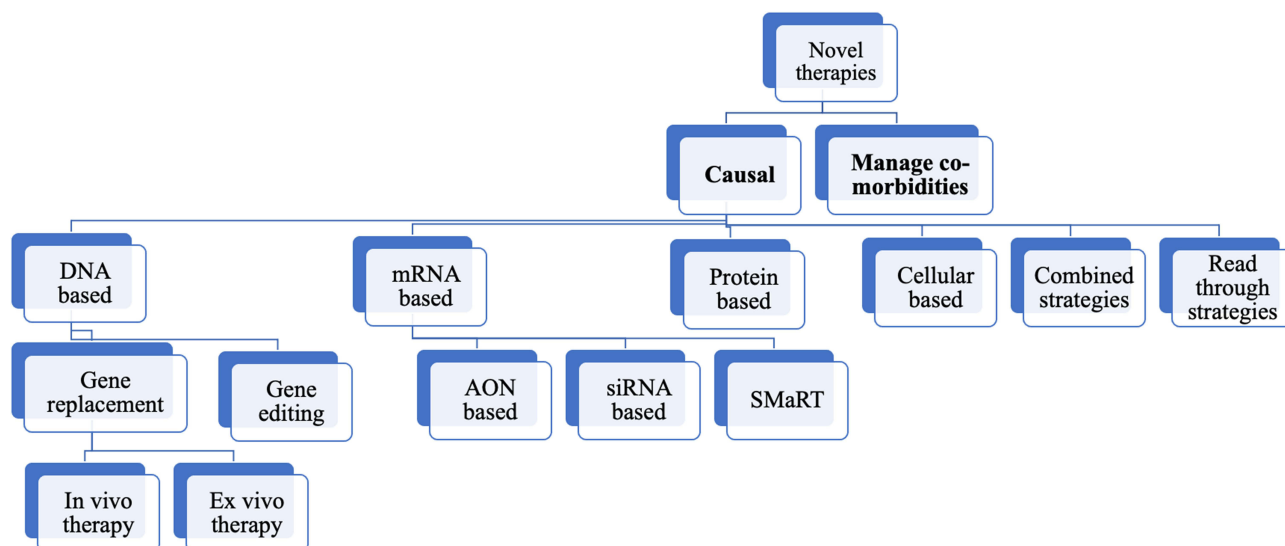 Novel
therapies
Causal
Manage co-
morbidities
DNA
based
mRNA
based
Protein
based
Cellular
based
Combined
strategies
Read
through
strategies
Gene
replacement
Gene
editing
AON
based
siRNA
based
SMaRT
In vivo
therapy
Ex vivo
therapy